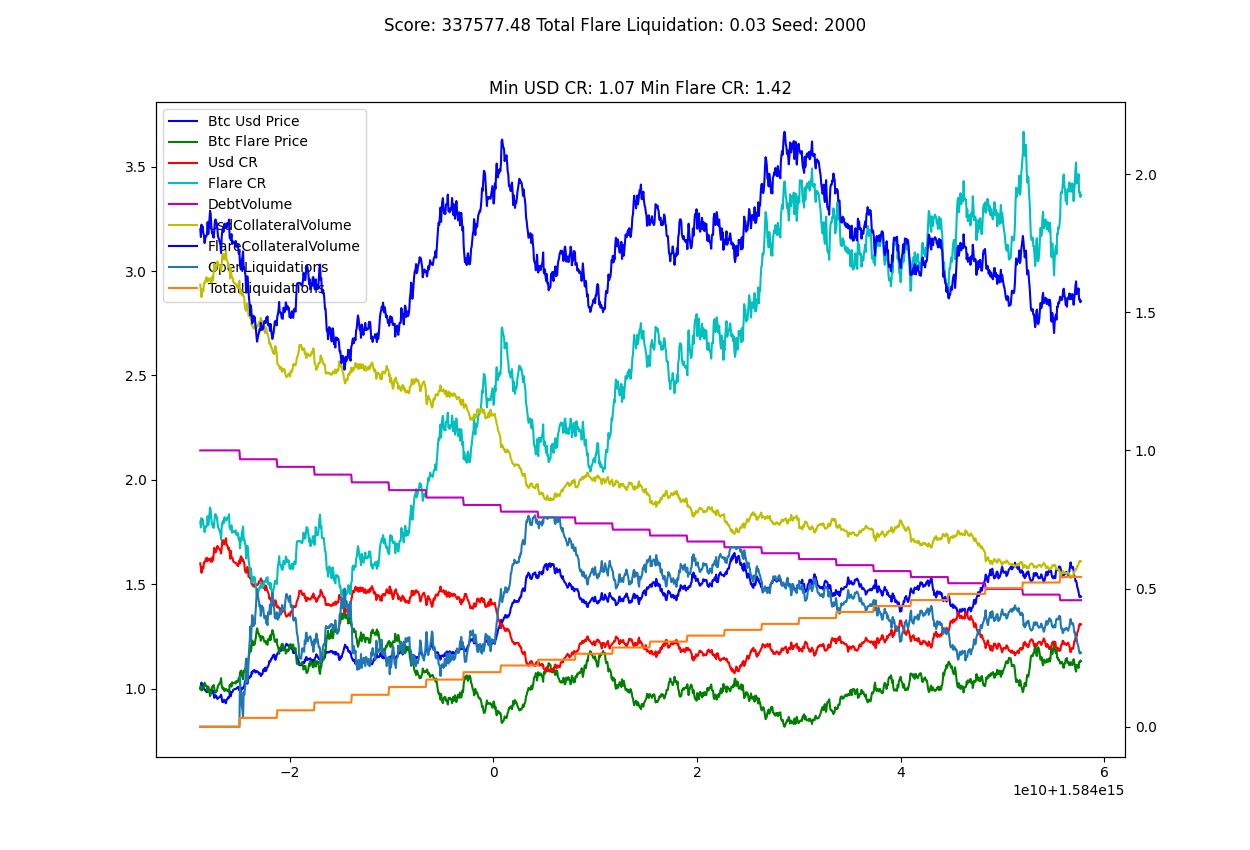 Score: 337577.48 Total Flare Liquidation: 0.03 Seed: 2000
Min USD CR: 1.07 Min Flare CR: 1.42
Btc Usd Price
Btc Flare Price
Usd CR
Flare CR
DebtVolume
UsdCollateralVolume
FlareCollateralVolume
OpenLiquidations
TotalLiquidations
3.5
3.0
2.5
2.0
1.5
1.0
2.0
1.5
1.0
0.5
0.0
−2
0
2
4
6
1e10+1.584e15